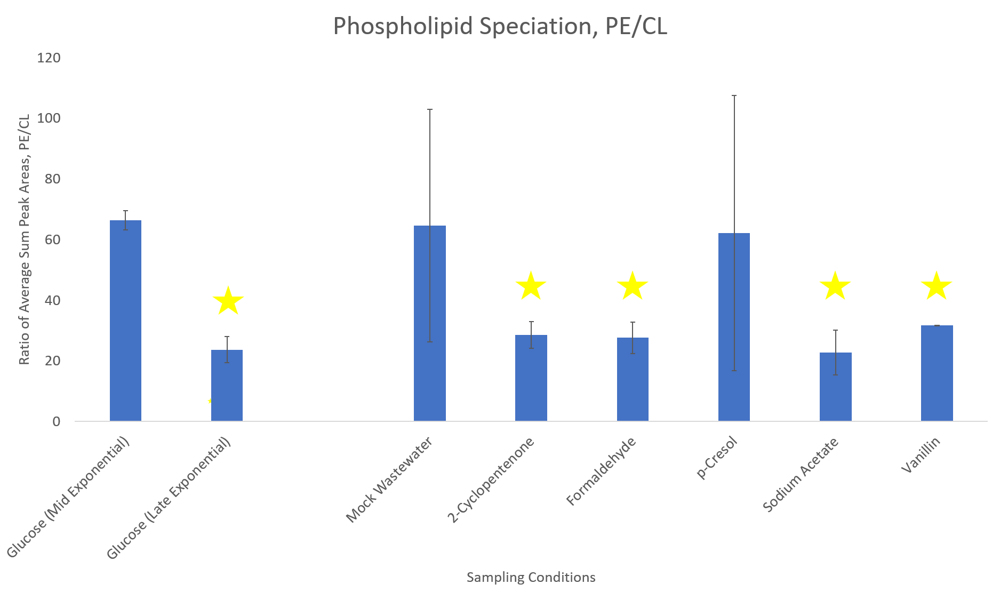 Phospholipid Speciation, PE/CL
Ratio of Average Sum Peak Areas, PE/CL
120
100
80
60
40
20
0
Glucose (Mid Exponential)
Glucose (Late Exponential)
Mock Wastewater
2-Cyclopentenone
Formaldehyde
p-Cresol
Sodium Acetate
Vanillin
Sampling Conditions